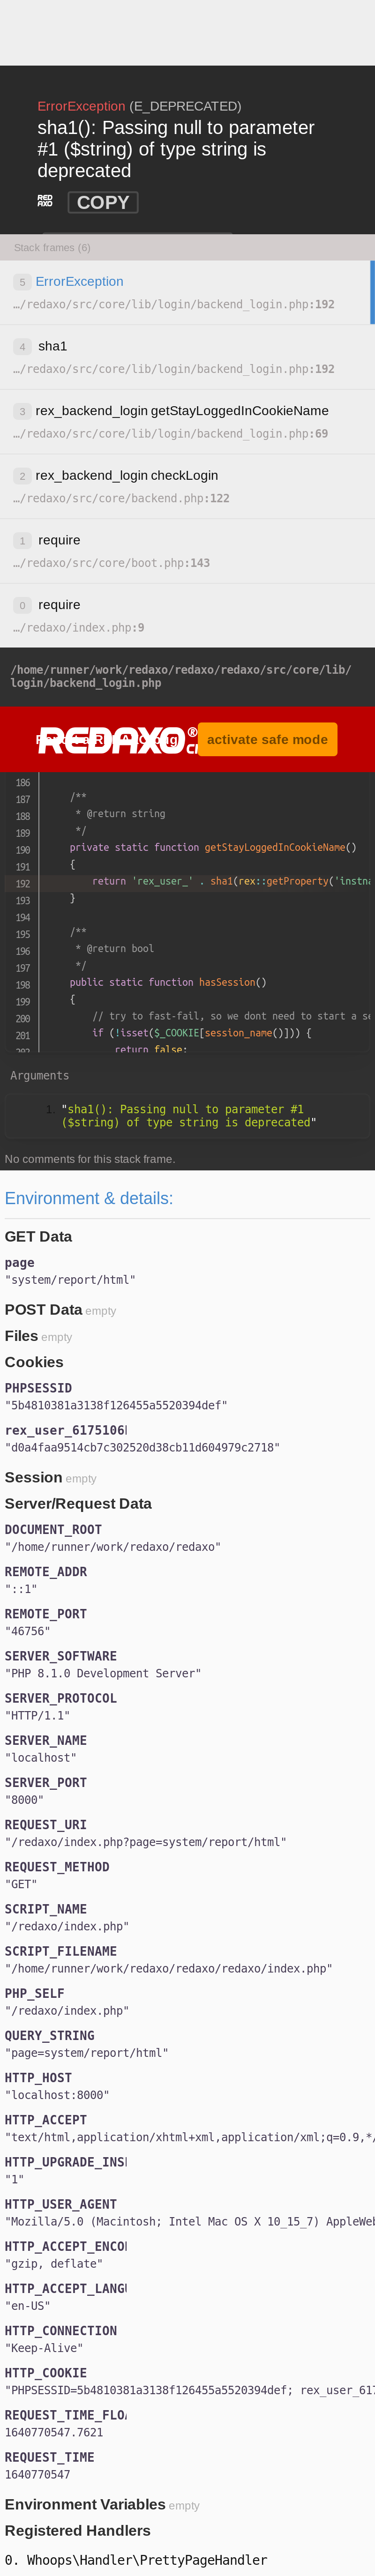 ErrorException (E_DEPRECATED)
sha1(): Passing null to parameter
#1 ($string) of type string is
deprecated
RED
AXO
COPY
Stack frames (6)
5 ErrorException
…/redaxo/src/core/lib/login/backend_login.php:192
4 sha1
…/redaxo/src/core/lib/login/backend_login.php:192
3 rex_backend_login getStayLoggedInCookieName
…/redaxo/src/core/lib/login/backend_login.php:69
2 rex_backend_login checkLogin
…/redaxo/src/core/backend.php:122
1 require
…/redaxo/src/core/boot.php:143
0 require
…/redaxo/index.php:9
/home/runner/work/redaxo/redaxo/redaxo/src/core/lib/
login/backend_login.php
REDAXO®
activate safe mode
186
187 /**
188 * @return string
189 */
190 private static function getStayLoggedInCookieName()
191 {
192 return 'rex_user_' . sha1(rex::getProperty('instna
193 }
194
195 /**
196 * @return bool
197 */
198 public static function hasSession()
199 {
200 // try to fast-fail, so we dont need to start a se
201 if (!isset($_COOKIE[session_name()])) {
202 return false;
Arguments
1. "sha1(): Passing null to parameter #1
($string) of type string is deprecated"
No comments for this stack frame.
Environment & details:
GET Data
page
"system/report/html"
POST Data empty
Files empty
Cookies
PHPSESSID
"5b4810381a3138f126455a5520394def"
rex_user_6175106
"d0a4faa9514cb7c302520d38cb11d604979c2718"
Session empty
Server/Request Data
DOCUMENT_ROOT
"/home/runner/work/redaxo/redaxo"
REMOTE_ADDR
"::1"
REMOTE_PORT
"46756"
SERVER_SOFTWARE
"PHP 8.1.0 Development Server"
SERVER_PROTOCOL
"HTTP/1.1"
SERVER_NAME
"localhost"
SERVER_PORT
"8000"
REQUEST_URI
"/redaxo/index.php?page=system/report/html"
REQUEST_METHOD
"GET"
SCRIPT_NAME
"/redaxo/index.php"
SCRIPT_FILENAME
"/home/runner/work/redaxo/redaxo/redaxo/index.php"
PHP_SELF
"/redaxo/index.php"
QUERY_STRING
"page=system/report/html"
HTTP_HOST
"localhost:8000"
HTTP_ACCEPT
"text/html,application/xhtml+xml,application/xml;q=0.9,*/
HTTP_UPGRADE_INS
"1"
HTTP_USER_AGENT
"Mozilla/5.0 (Macintosh; Intel Mac OS X 10_15_7) AppleWeb
HTTP_ACCEPT_ENCO
"gzip, deflate"
HTTP_ACCEPT_LANG
"en-US"
HTTP_CONNECTION
"Keep-Alive"
HTTP_COOKIE
"PHPSESSID=5b4810381a3138f126455a5520394def; rex_user_617
REQUEST_TIME_FLO
1640770547.7621
REQUEST_TIME
1640770547
Environment Variables empty
Registered Handlers
0. Whoops\Handler\PrettyPageHandler